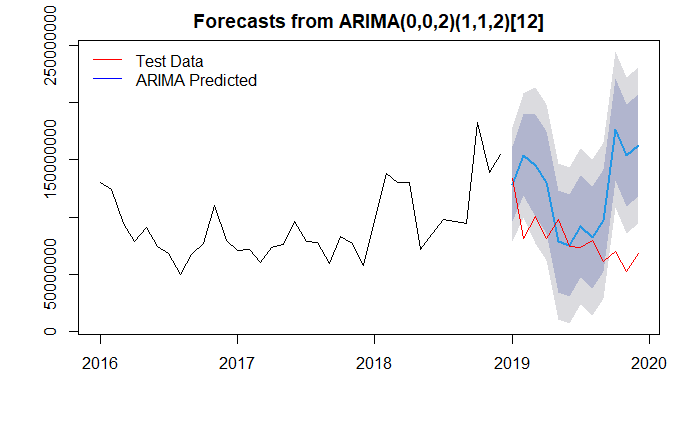 Forecasts from ARIMA(0,0,2)(1,1,2)[12]
Test Data
ARIMA Predicted
250000000
150000000
50000000
0
2016 2017 2018 2019 2020